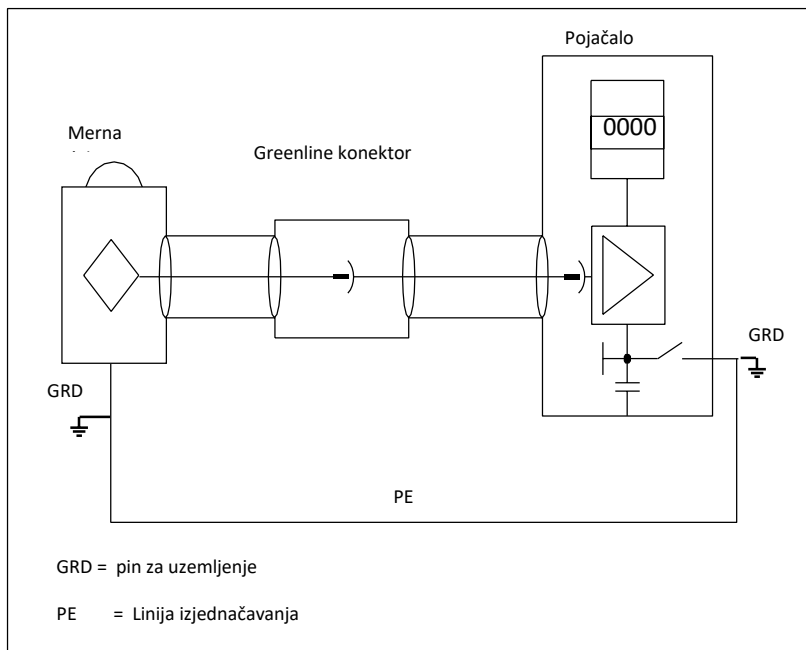 Pojačalo
0000
Merna
Greenline konektor
GRD
GRD
PE
GRD = pin za uzemljenje
PE = Linija izjednačavanja